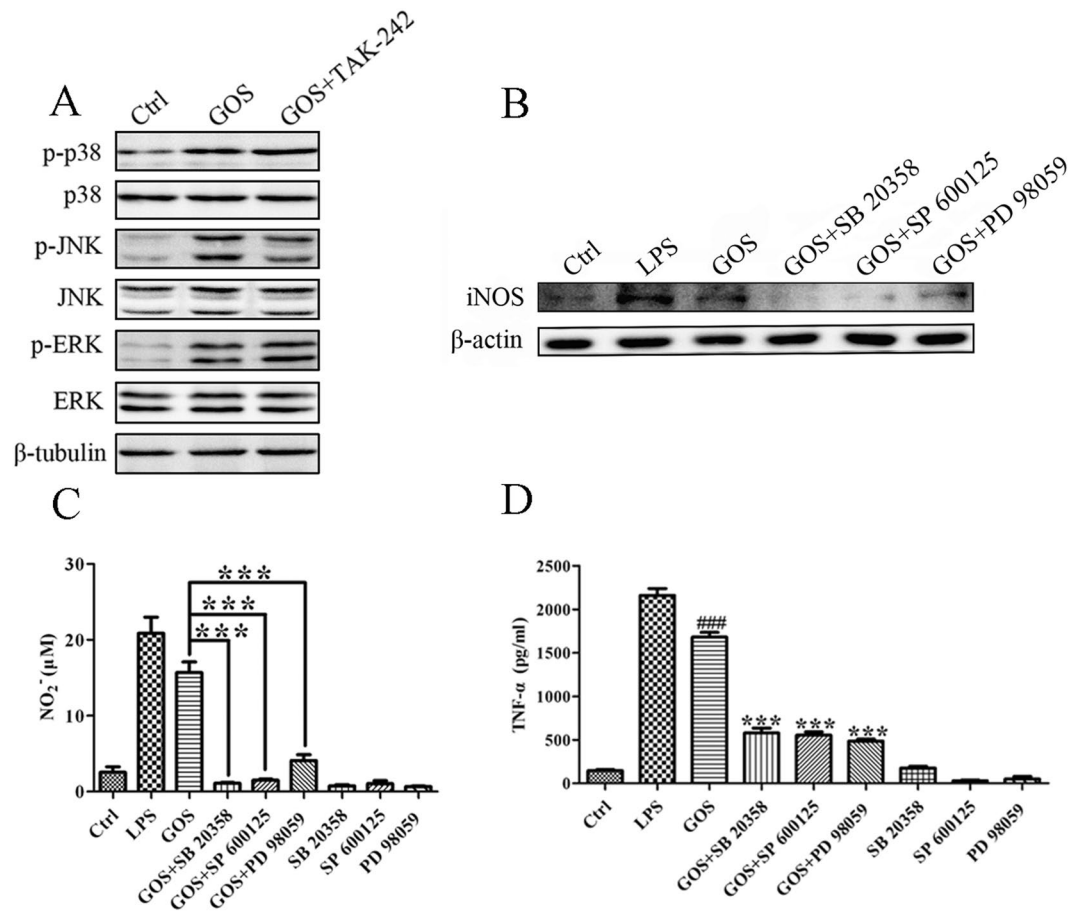 A
Ctrl
GOS
GOS+TAK-242
p-p38
p38
p-JNK
JNK
p-ERK
ERK
β-tubulin
B
Ctrl
LPS
GOS
GOS+SB 20358
GOS+SP 600125
GOS+PD 98059
iNOS
β-actin
C
NO₂⁻ (μM)
30
20
10
0
***
***
***
Ctrl
LPS
GOS
GOS+SB 20358
GOS+SP 600125
GOS+PD 98059
SB 20358
SP 600125
PD 98059
D
TNF-α (pg/ml)
2500
2000
1500
1000
500
0
###
***
***
***
Ctrl
LPS
GOS
GOS+SB 20358
GOS+SP 600125
GOS+PD 98059
SB 20358
SP 600125
PD 98059